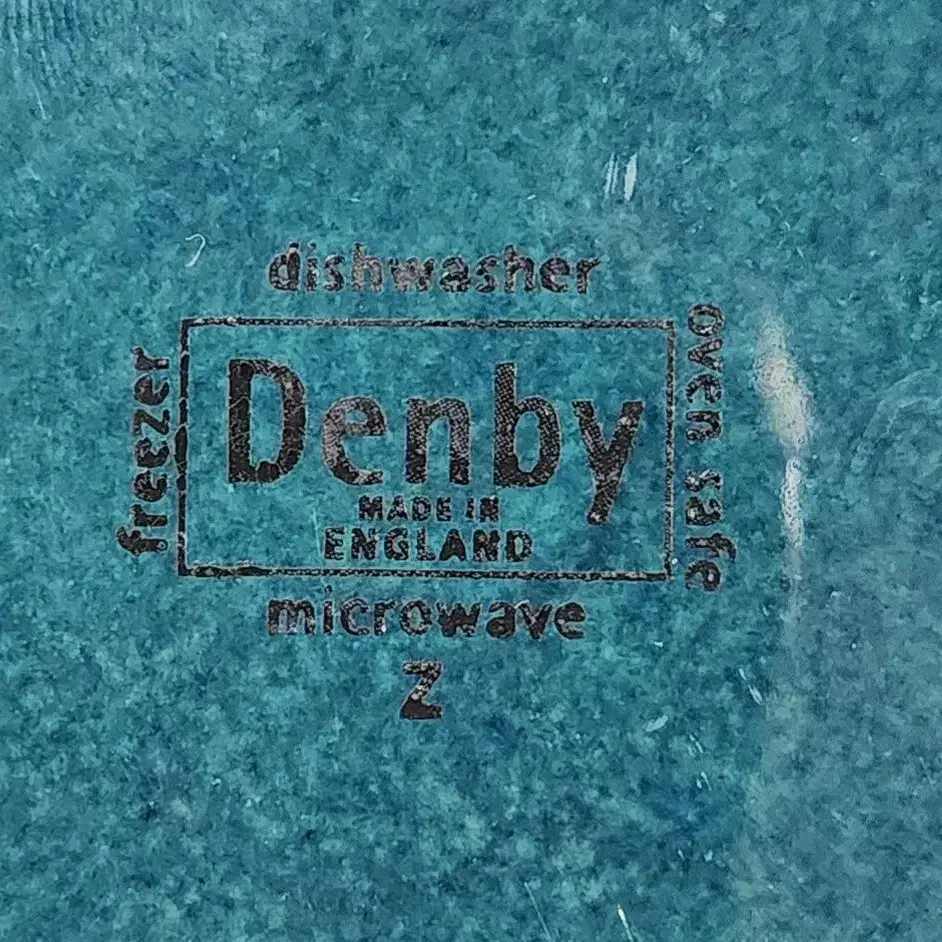 dishwasher
freezer
Denby
oven safe
MADE IN
ENGLAND
microwave
Z